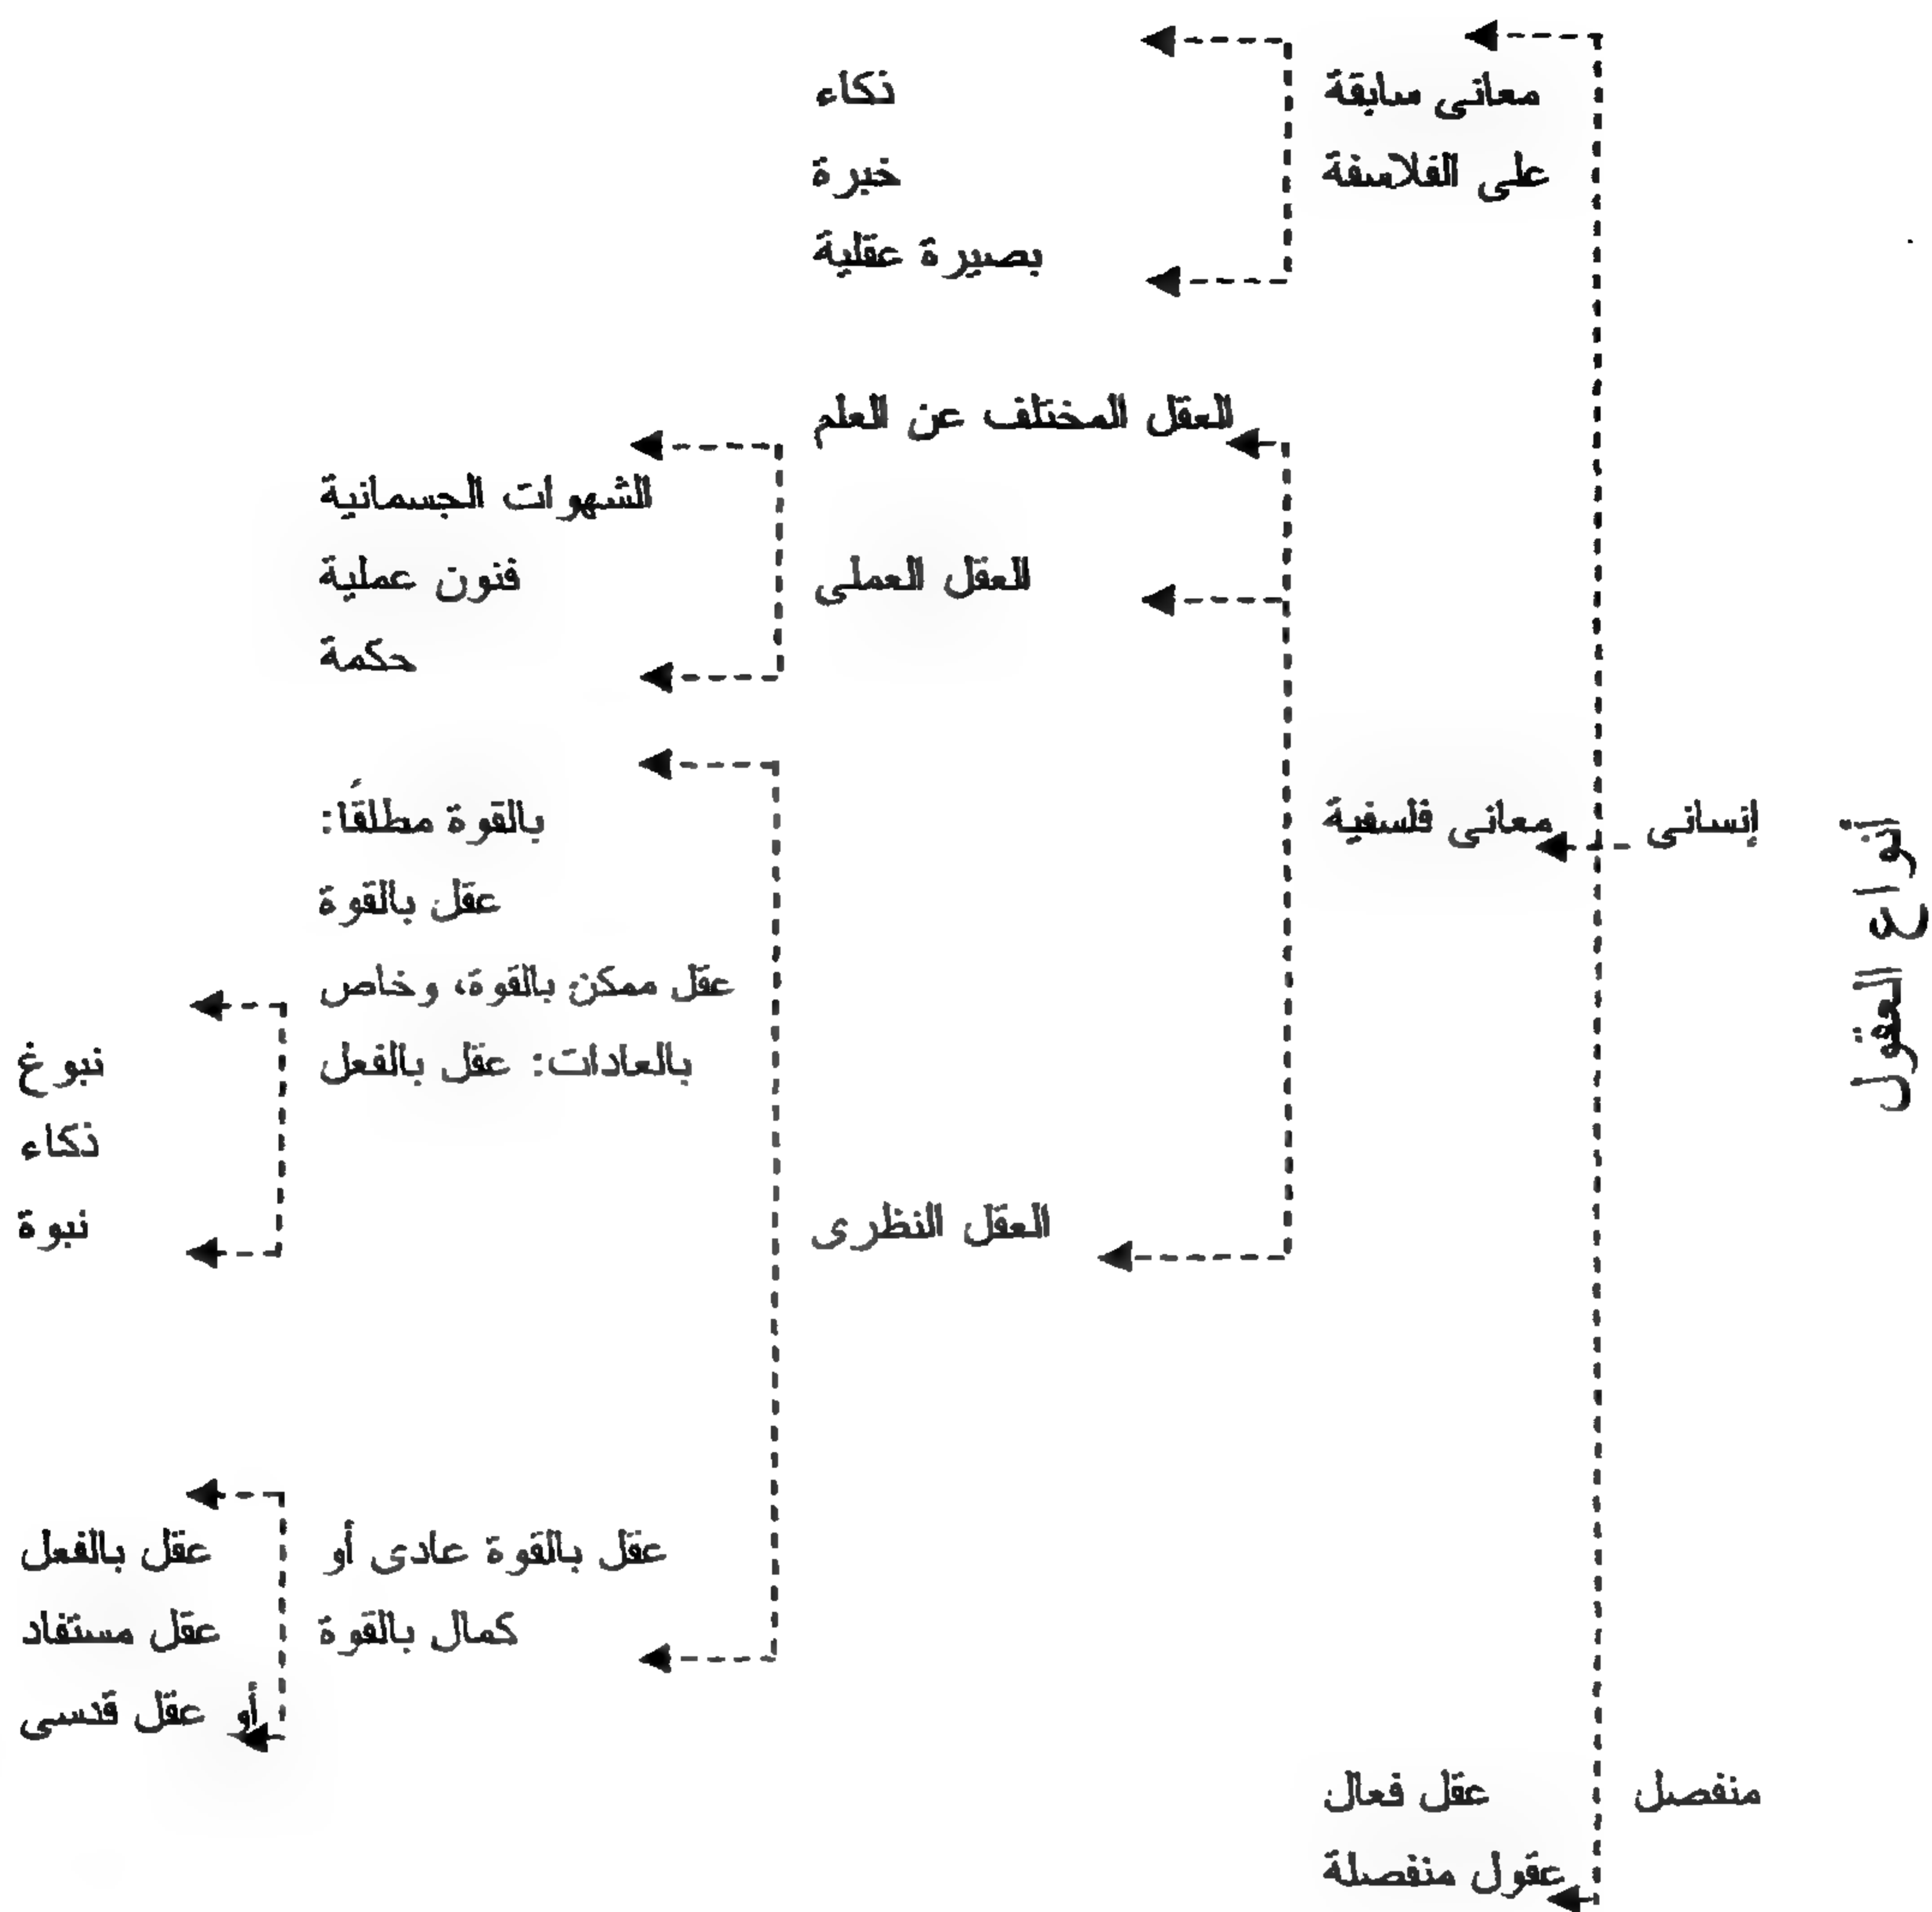 أنواع العقول
إنسانى
معانى سابقة
على الفلاسفة
ذكاء
خبرة
بصيرة عقلية
معانى فلسفية
العقل المختلف عن العلم
العقل العملى
الشهوات الجسمانية
فنون عملية
حكمة
العقل النظرى
بالقوة مطلقًا:
عقل بالقوة
عقل ممكن بالقوة، وخاص
بالعادات: عقل بالفعل
نبوغ
ذكاء
نبوة
عقل بالقوة عادى أو
كمال بالقوة
عقل بالفعل
عقل مستفاد
أو عقل قدسى
منفصل
عقل فعال
عقول منفصلة